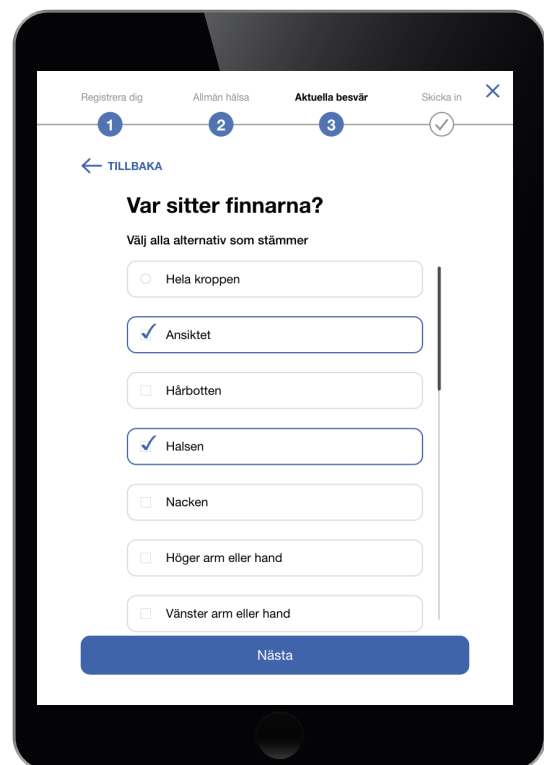 Registrera dig
Allmän hälsa
Aktuella besvär
Skicka in
1
2
3
TILLBAKA
Var sitter finnarna?
Välj alla alternativ som stämmer
Hela kroppen
Ansiktet
Hårbotten
Halsen
Nacken
Höger arm eller hand
Vänster arm eller hand
Nästa